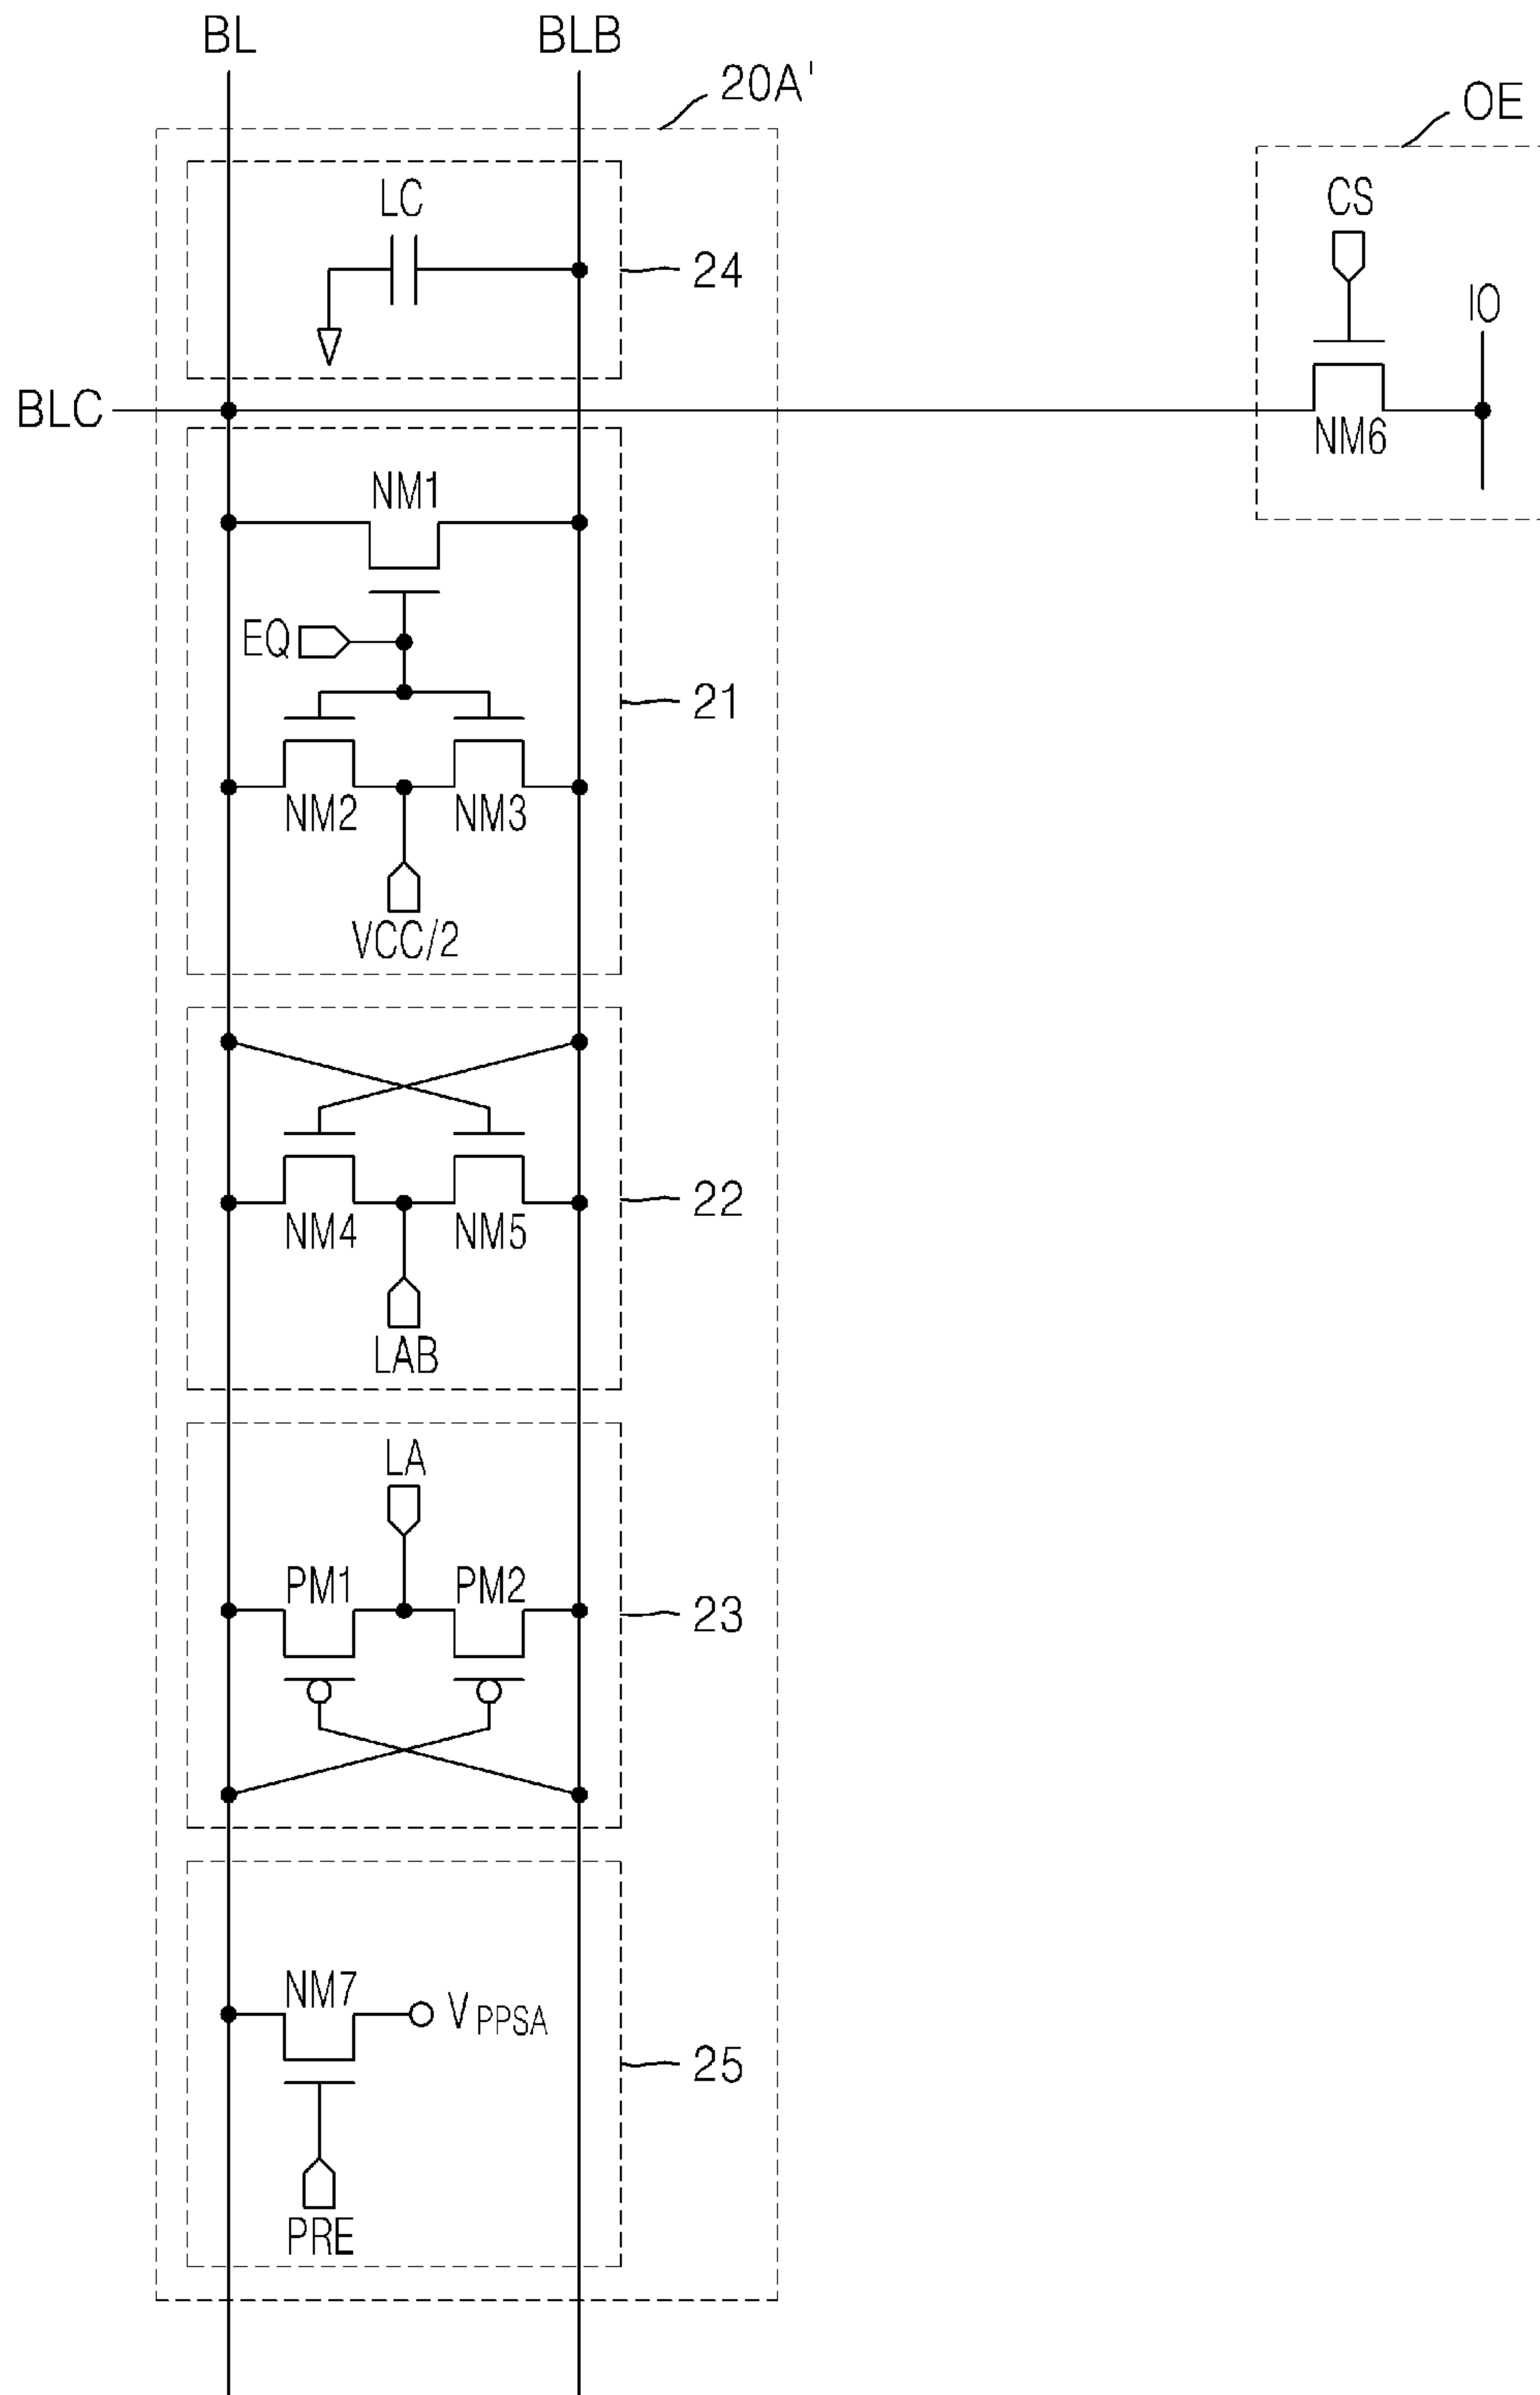 BL
BLB
20A'
OE
LC
CS
24
IO
BLC
NM6
NM1
EQ
21
NM2
NM3
VCC/2
22
NM4
NM5
LAB
LA
PM1
PM2
23
NM7
VPPSA
25
PRE